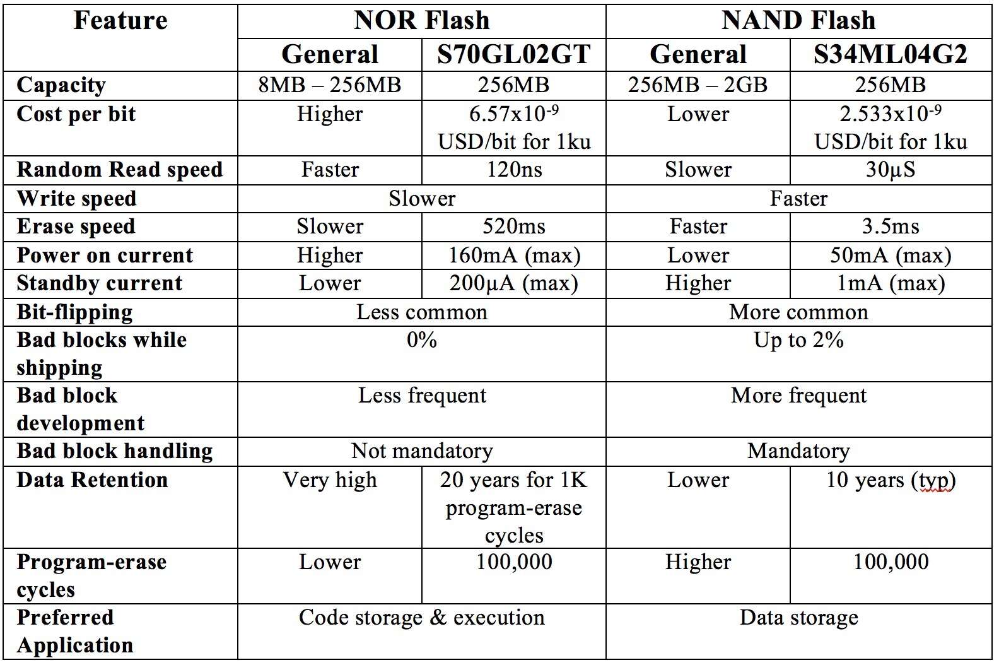 Feature NOR Flash NAND Flash
General S70GL02GT General S34ML04G2
Capacity 8MB – 256MB 256MB 256MB – 2GB 256MB
Cost per bit Higher 6.57x10⁻⁹ Lower 2.533x10⁻⁹
USD/bit for 1ku USD/bit for 1ku
Random Read speed Faster 120ns Slower 30µS
Write speed Slower Faster
Erase speed Slower 520ms Faster 3.5ms
Power on current Higher 160mA (max) Lower 50mA (max)
Standby current Lower 200µA (max) Higher 1mA (max)
Bit-flipping Less common More common
Bad blocks while 0% Up to 2%
shipping
Bad block Less frequent More frequent
development
Bad block handling Not mandatory Mandatory
Data Retention Very high 20 years for 1K Lower 10 years (typ)
program-erase
cycles
Program-erase Lower 100,000 Higher 100,000
cycles
Preferred Code storage & execution Data storage
Application